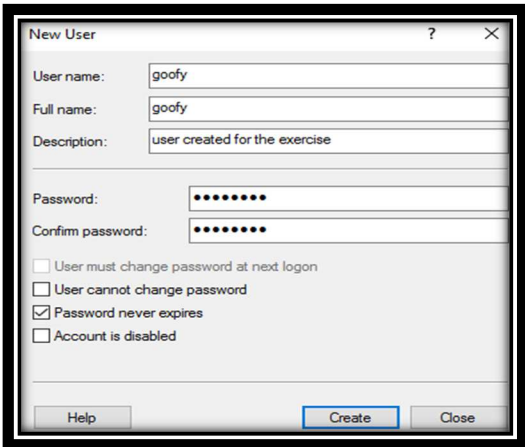 New User ?
User name: goofy
Full name: goofy
Description: user created for the exercise
Password: ••••••••
Confirm password: ••••••••
User must change password at next logon
User cannot change password
Password never expires
Account is disabled
Help Create Close